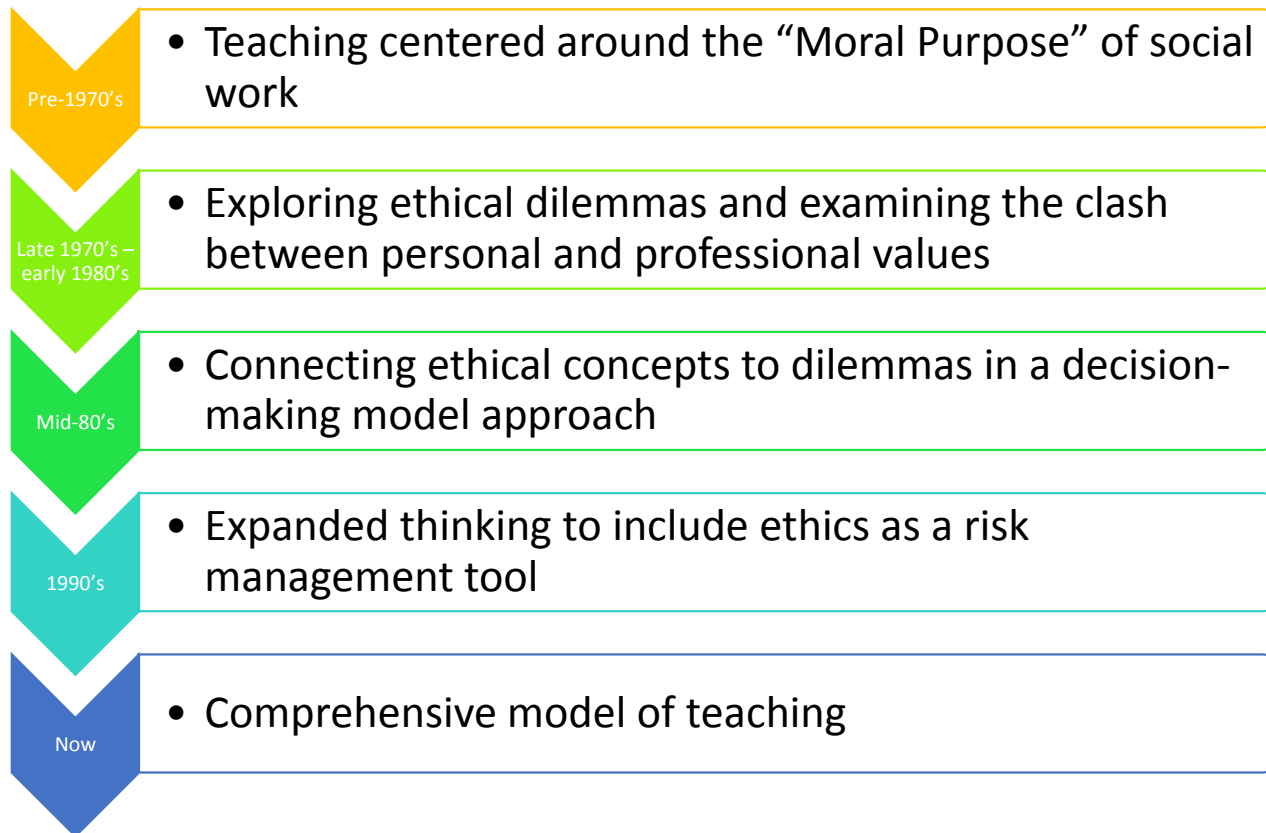 Pre-1970’s
• Teaching centered around the “Moral Purpose” of social
work
Late 1970’s –
early 1980’s
• Exploring ethical dilemmas and examining the clash
between personal and professional values
Mid-80’s
• Connecting ethical concepts to dilemmas in a decision-
making model approach
1990’s
• Expanded thinking to include ethics as a risk
management tool
Now
• Comprehensive model of teaching